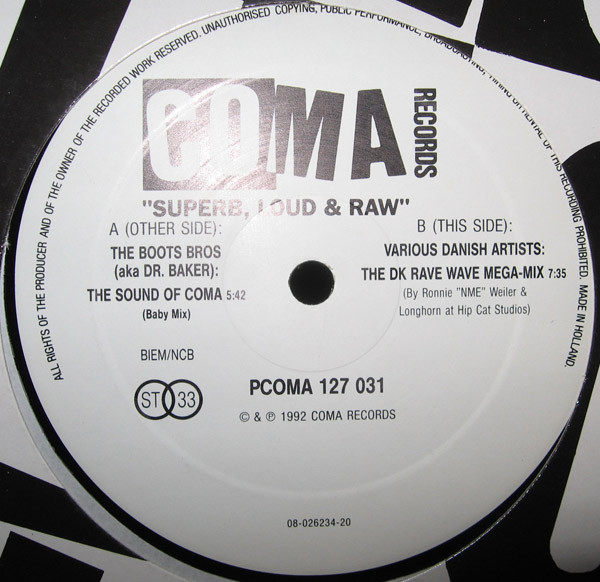 ALL RIGHTS OF THE PRODUCER AND OF THE OWNER OF THE RECORDED WORK RESERVED. UNAUTHORISED COPYING, PUBLIC PERFORMANCE, BROADCASTING, HIRING OR RENTAL OF THIS RECORDING PROHIBITED. MADE IN HOLLAND.
COMA
RECORDS
"SUPERB, LOUD & RAW"
A (OTHER SIDE):
THE BOOTS BROS
(aka DR. BAKER):
THE SOUND OF COMA 5:42
(Baby Mix)
B (THIS SIDE):
VARIOUS DANISH ARTISTS:
THE DK RAVE WAVE MEGA-MIX 7:35
(By Ronnie "NME" Weiler &
Longhorn at Hip Cat Studios)
BIEM/NCB
ST 33
PCOMA 127 031
© & ℗ 1992 COMA RECORDS
08-026234-20